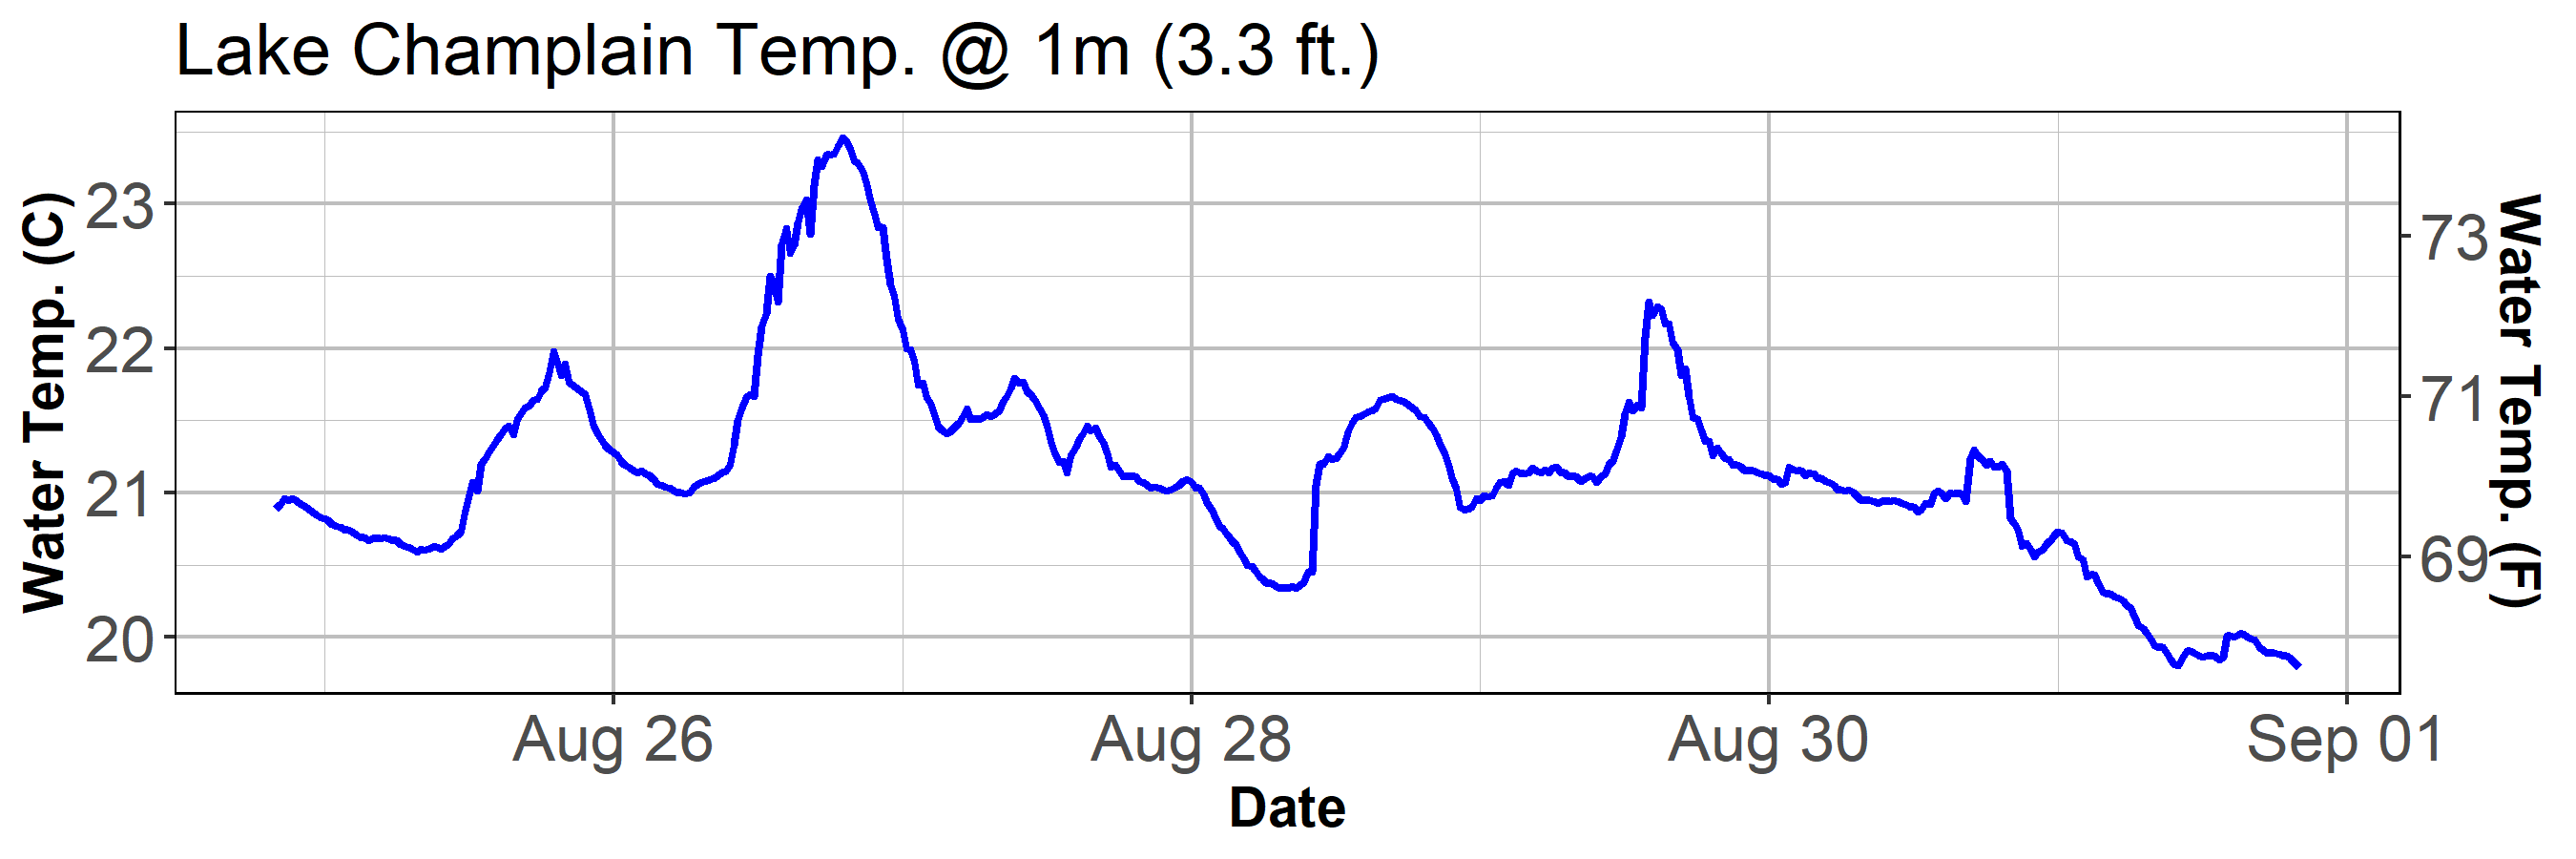 Lake Champlain Temp. @ 1m (3.3 ft.)
Water Temp. (C)
23
22
21
20
73
71
69
Water Temp. (F)
Aug 26
Aug 28
Aug 30
Sep 01
Date